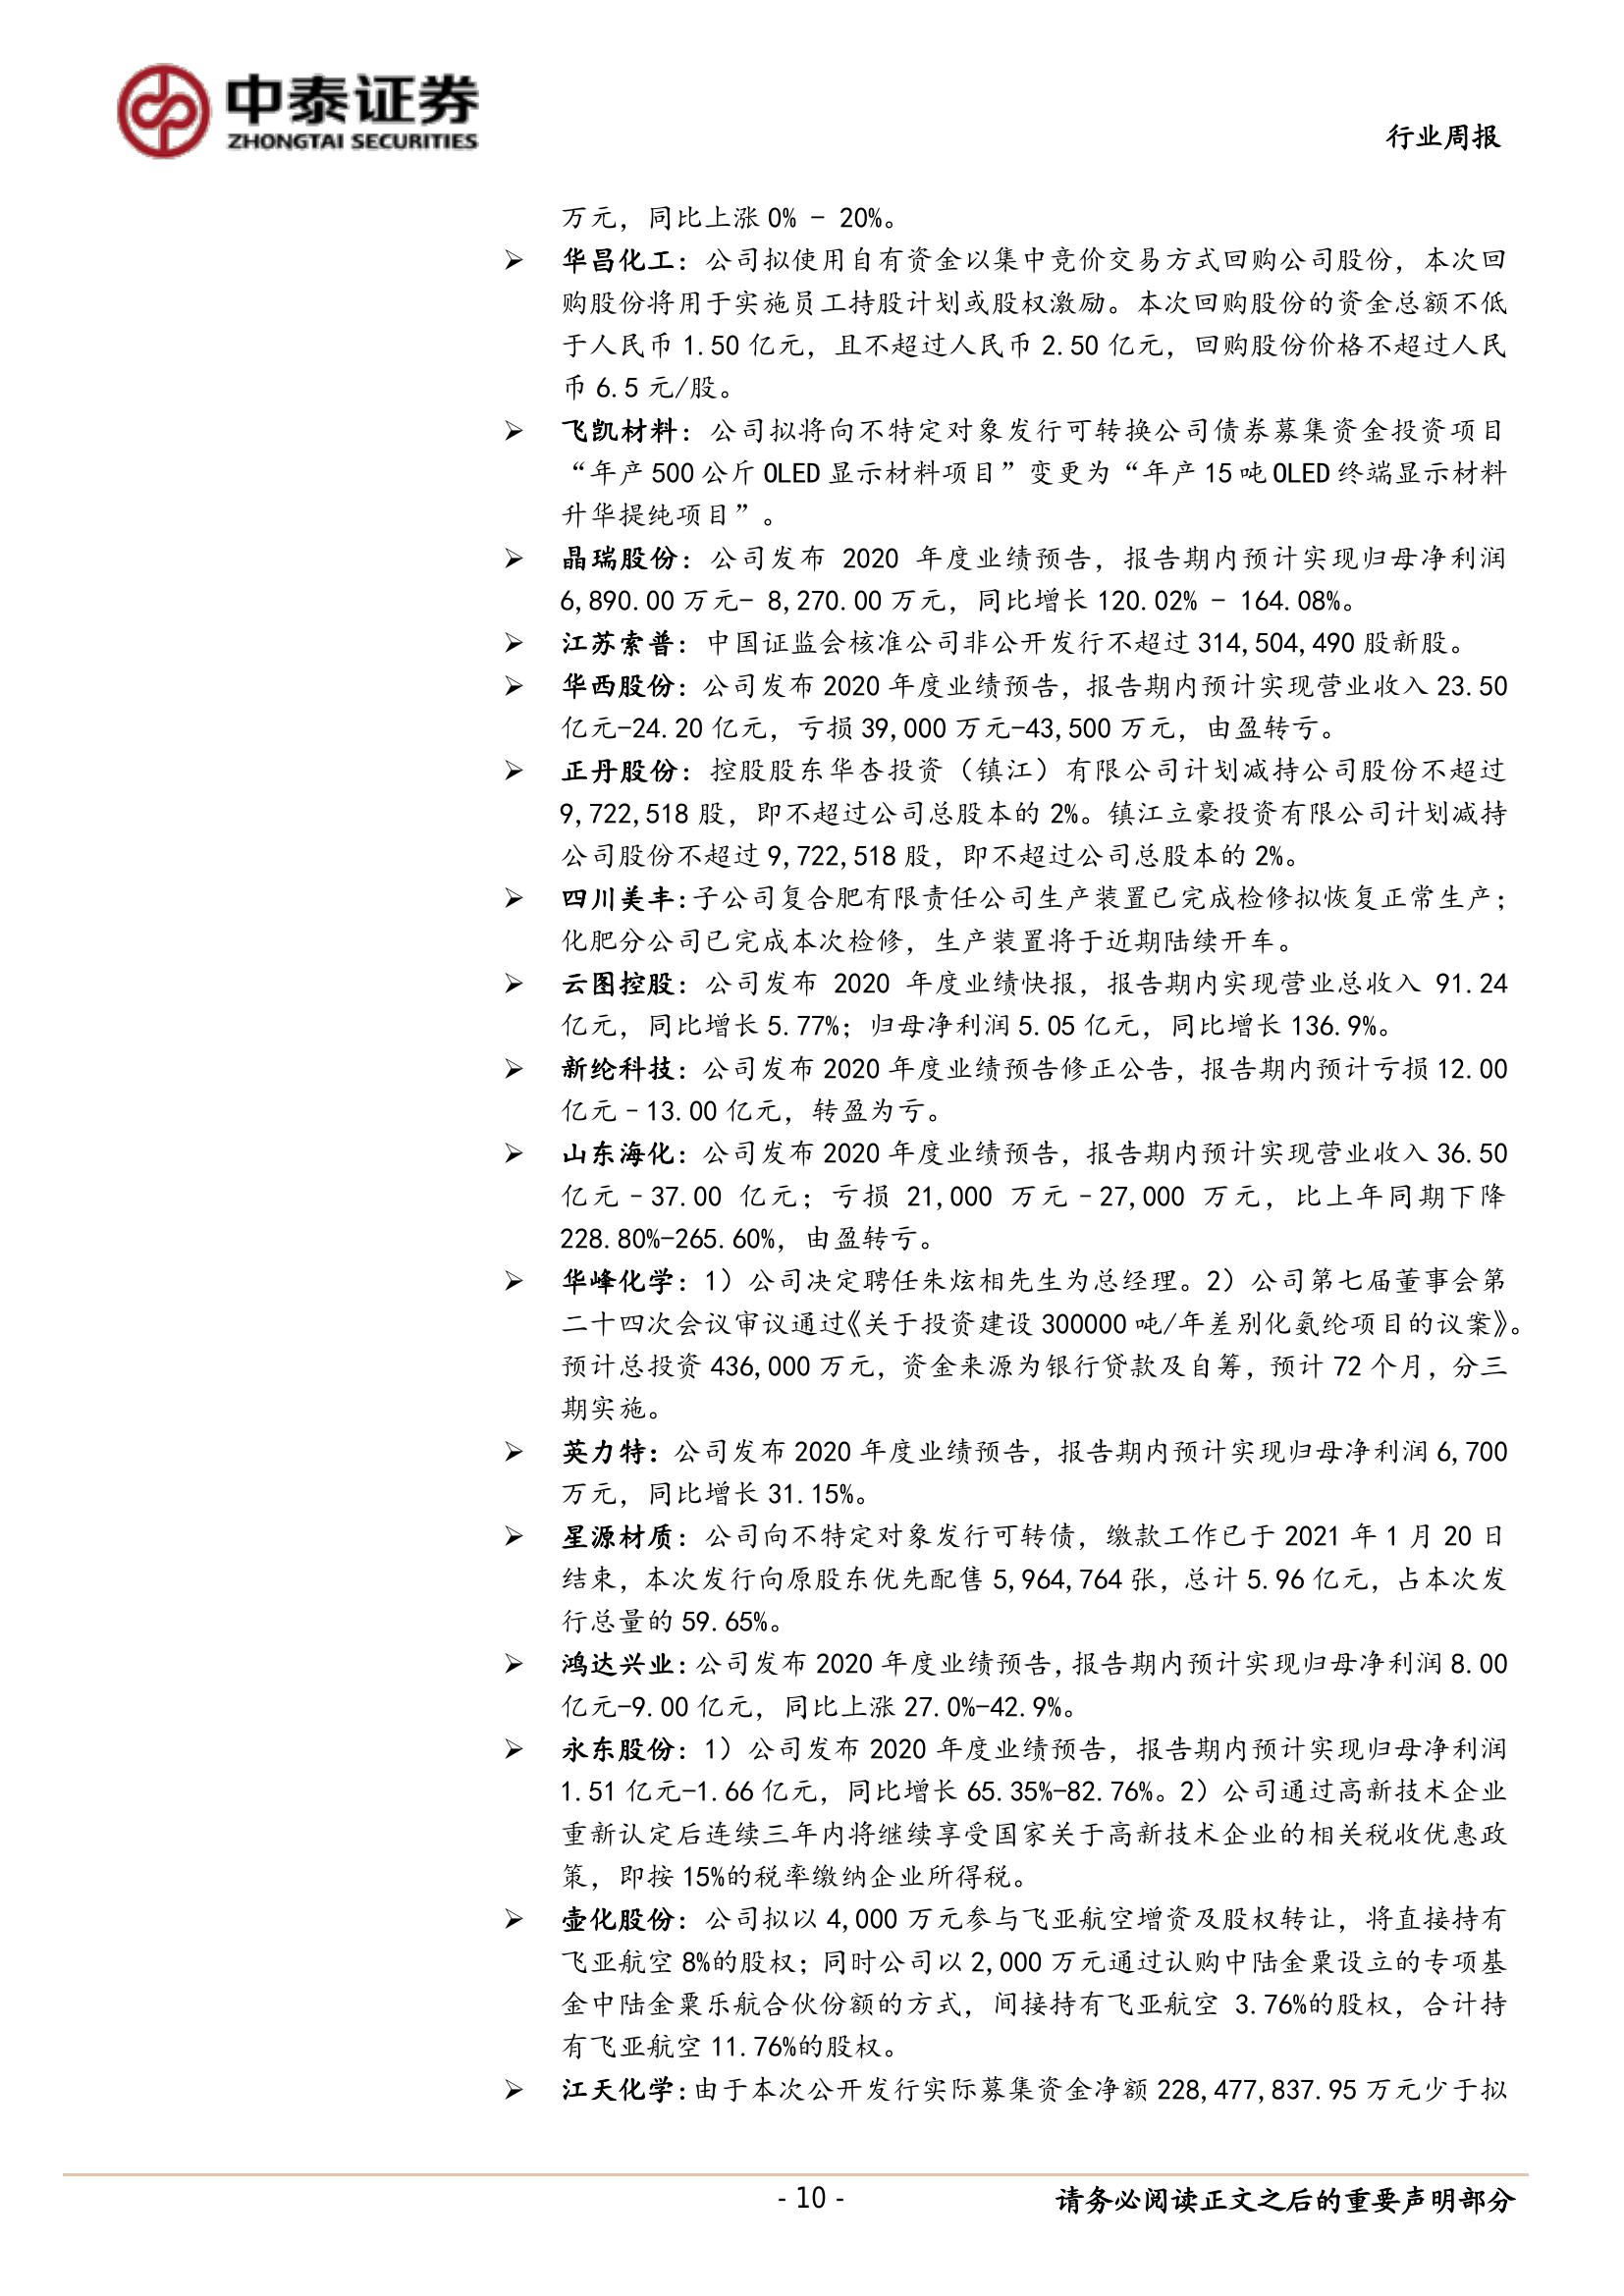 中泰证券
ZHONGTAI SECURITIES
行业周报
万元，同比上涨 0% - 20%。
➢ 华昌化工：公司拟使用自有资金以集中竞价交易方式回购公司股份，本次回
购股份将用于实施员工持股计划或股权激励。本次回购股份的资金总额不低
于人民币 1.50 亿元，且不超过人民币 2.50 亿元，回购股份价格不超过人民
币 6.5 元/股。
➢ 飞凯材料：公司拟将向不特定对象发行可转换公司债券募集资金投资项目
“年产 500 公斤 OLED 显示材料项目”变更为“年产 15 吨 OLED 终端显示材料
升华提纯项目”。
➢ 晶瑞股份：公司发布 2020 年度业绩预告，报告期内预计实现归母净利润
6,890.00 万元- 8,270.00 万元，同比增长 120.02% - 164.08%。
➢ 江苏索普：中国证监会核准公司非公开发行不超过 314,504,490 股新股。
➢ 华西股份：公司发布 2020 年度业绩预告，报告期内预计实现营业收入 23.50
亿元-24.20 亿元，亏损 39,000 万元-43,500 万元，由盈转亏。
➢ 正丹股份：控股股东华杏投资（镇江）有限公司计划减持公司股份不超过
9,722,518 股，即不超过公司总股本的 2%。镇江立豪投资有限公司计划减持
公司股份不超过 9,722,518 股，即不超过公司总股本的 2%。
➢ 四川美丰：子公司复合肥有限责任公司生产装置已完成检修拟恢复正常生产；
化肥分公司已完成本次检修，生产装置将于近期陆续开车。
➢ 云图控股：公司发布 2020 年度业绩快报，报告期内实现营业总收入 91.24
亿元，同比增长 5.77%；归母净利润 5.05 亿元，同比增长 136.9%。
➢ 新纶科技：公司发布 2020 年度业绩预告修正公告，报告期内预计亏损 12.00
亿元–13.00 亿元，转盈为亏。
➢ 山东海化：公司发布 2020 年度业绩预告，报告期内预计实现营业收入 36.50
亿元–37.00 亿元；亏损 21,000 万元–27,000 万元，比上年同期下降
228.80%-265.60%，由盈转亏。
➢ 华峰化学：1）公司决定聘任朱炫相先生为总经理。2）公司第七届董事会第
二十四次会议审议通过《关于投资建设 300000 吨/年差别化氨纶项目的议案》。
预计总投资 436,000 万元，资金来源为银行贷款及自筹，预计 72 个月，分三
期实施。
➢ 英力特：公司发布 2020 年度业绩预告，报告期内预计实现归母净利润 6,700
万元，同比增长 31.15%。
➢ 星源材质：公司向不特定对象发行可转债，缴款工作已于 2021 年 1 月 20 日
结束，本次发行向原股东优先配售 5,964,764 张，总计 5.96 亿元，占本次发
行总量的 59.65%。
➢ 鸿达兴业：公司发布 2020 年度业绩预告，报告期内预计实现归母净利润 8.00
亿元-9.00 亿元，同比上涨 27.0%-42.9%。
➢ 永东股份：1）公司发布 2020 年度业绩预告，报告期内预计实现归母净利润
1.51 亿元-1.66 亿元，同比增长 65.35%-82.76%。2）公司通过高新技术企业
重新认定后连续三年内将继续享受国家关于高新技术企业的相关税收优惠政
策，即按 15%的税率缴纳企业所得税。
➢ 壶化股份：公司拟以 4,000 万元参与飞亚航空增资及股权转让，将直接持有
飞亚航空 8%的股权；同时公司以 2,000 万元通过认购中陆金粟设立的专项基
金中陆金粟乐航合伙份额的方式，间接持有飞亚航空 3.76%的股权，合计持
有飞亚航空 11.76%的股权。
➢ 江天化学：由于本次公开发行实际募集资金净额 228,477,837.95 万元少于拟
- 10 -
请务必阅读正文之后的重要声明部分